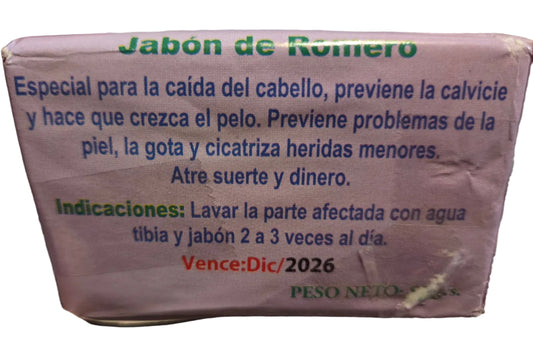 Jabón de Romero
Especial para la caída del cabello, previene la calvicie
y hace que crezca el pelo. Previene problemas de la
piel, la gota y cicatriza heridas menores.
Atre suerte y dinero.
Indicaciones: Lavar la parte afectada con agua
tibia y jabón 2 a 3 veces al día.
Vence:Dic/2026
PESO NETO: